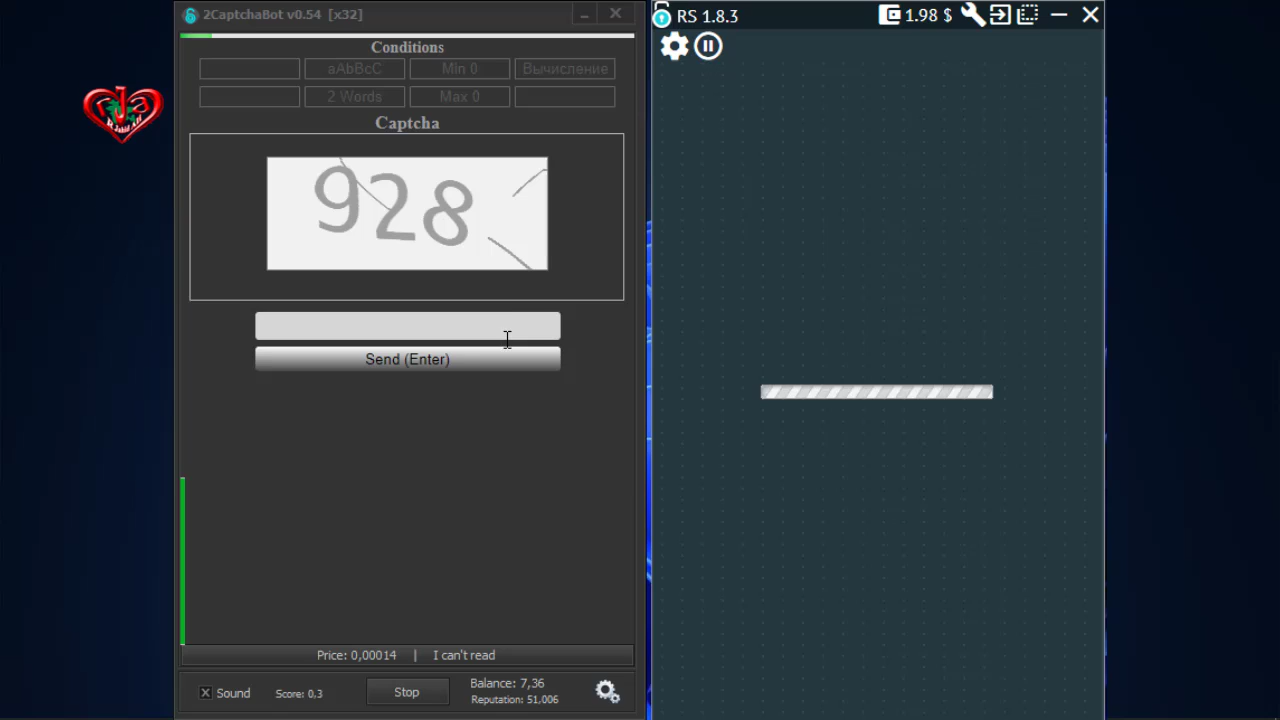 2CaptchaBot v0.54 [x32]
RS 1.8.3
1.98 $
Conditions
aAbBcC
Min 0
Вычисление
2 Words
Max 0
Captcha
928
Send (Enter)
Price: 0,00014 | I can't read
Sound
Score: 0,3
Stop
Balance: 7,36
Reputation: 51,006